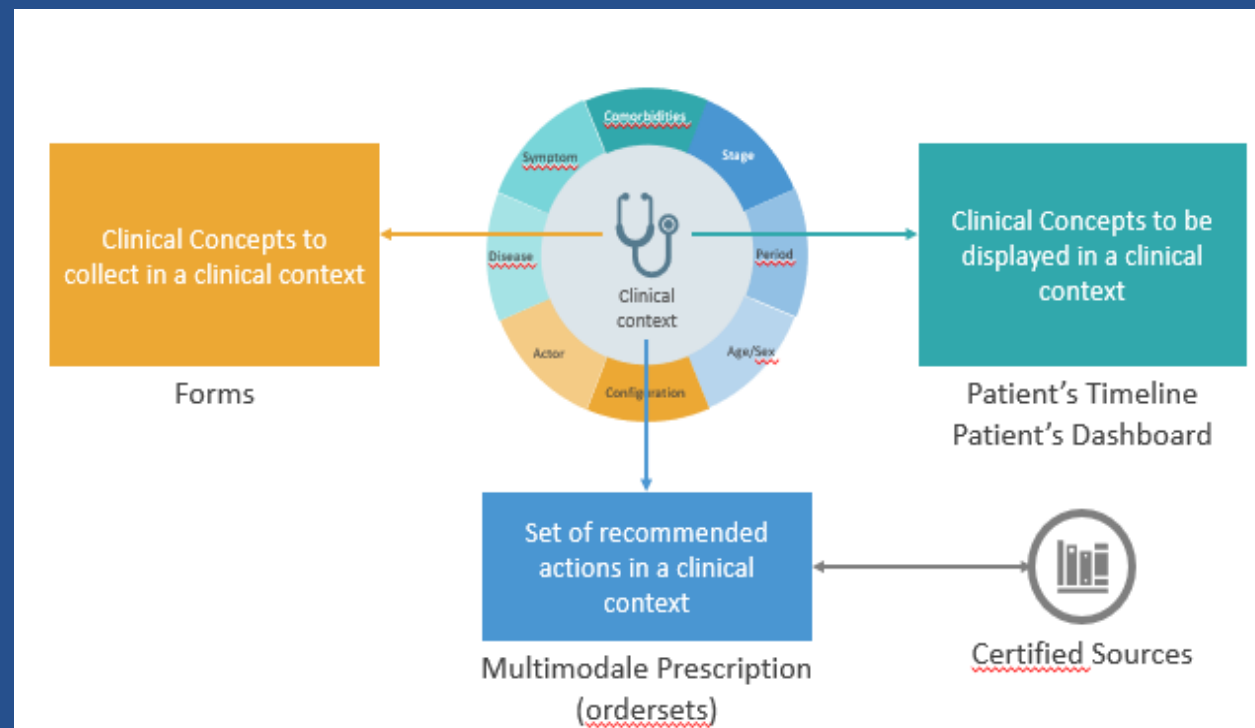 Comorbidities
Symptom
Stage
Clinical Concepts to
collect in a clinical context
Clinical Concepts to be
displayed in a clinical
context
Disease
Period
Clinical
context
Actor
Age/Sex
Configuration
Forms
Patient’s Timeline
Patient’s Dashboard
Set of recommended
actions in a clinical
context
Certified Sources
Multimodale Prescription
(ordersets)